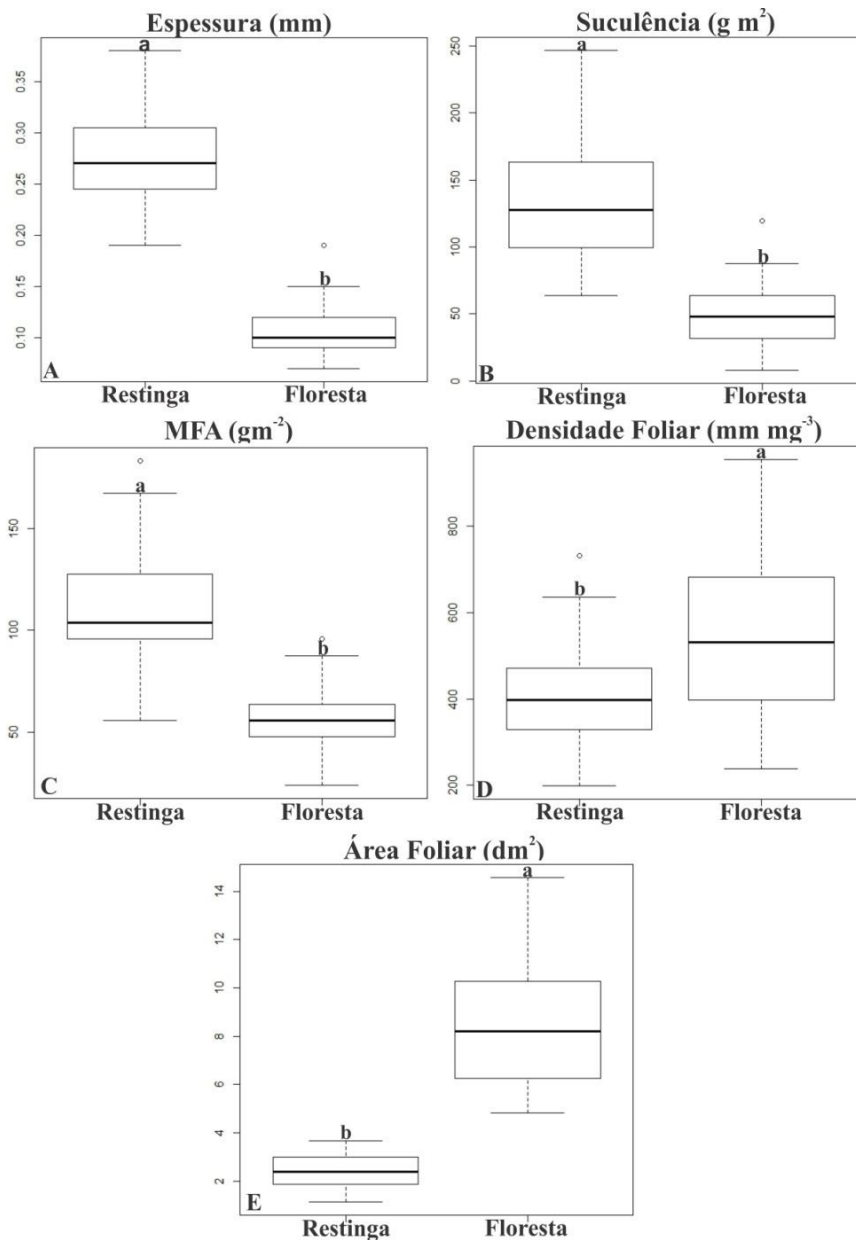 Espessura (mm)
a
0.35
0.30
0.25
0.20
0.15
0.10
b
A
Restinga Floresta
Suculência (g m²)
a
250
200
150
100
50
0
b
B
Restinga Floresta
MFA (gm⁻²)
a
150
100
50
b
C
Restinga Floresta
Densidade Foliar (mm mg⁻³)
a
800
600
400
200
b
D
Restinga Floresta
Área Foliar (dm²)
a
14
12
10
8
6
4
2
b
E
Restinga Floresta